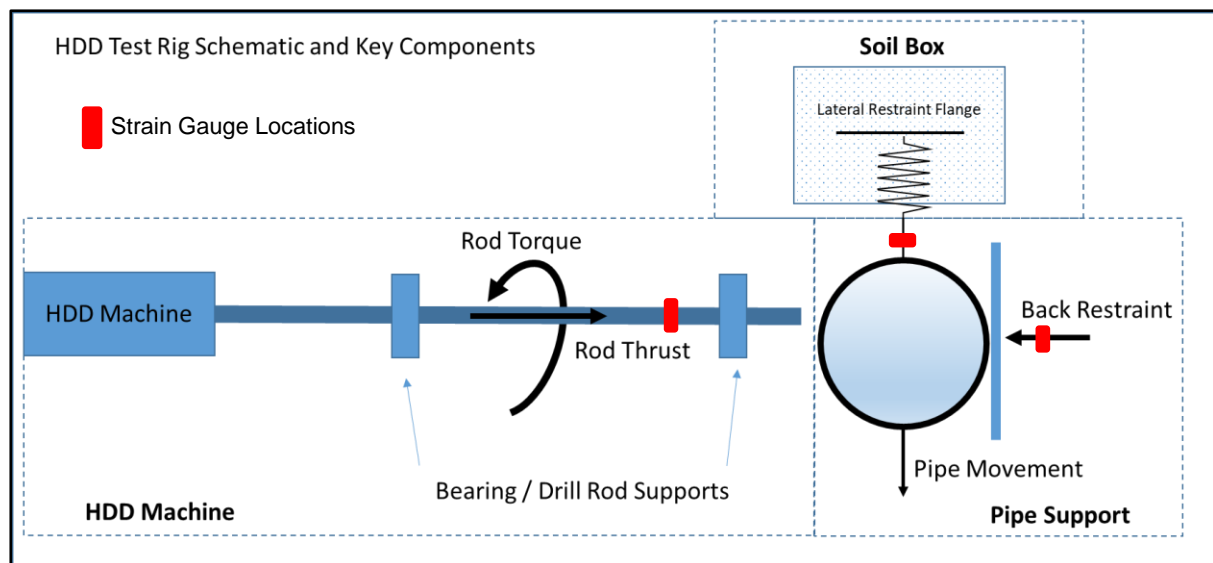 HDD Test Rig Schematic and Key Components
Strain Gauge Locations
Soil Box
Lateral Restraint Flange
Rod Torque
HDD Machine
Rod Thrust
Back Restraint
Bearing / Drill Rod Supports
Pipe Movement
HDD Machine
Pipe Support